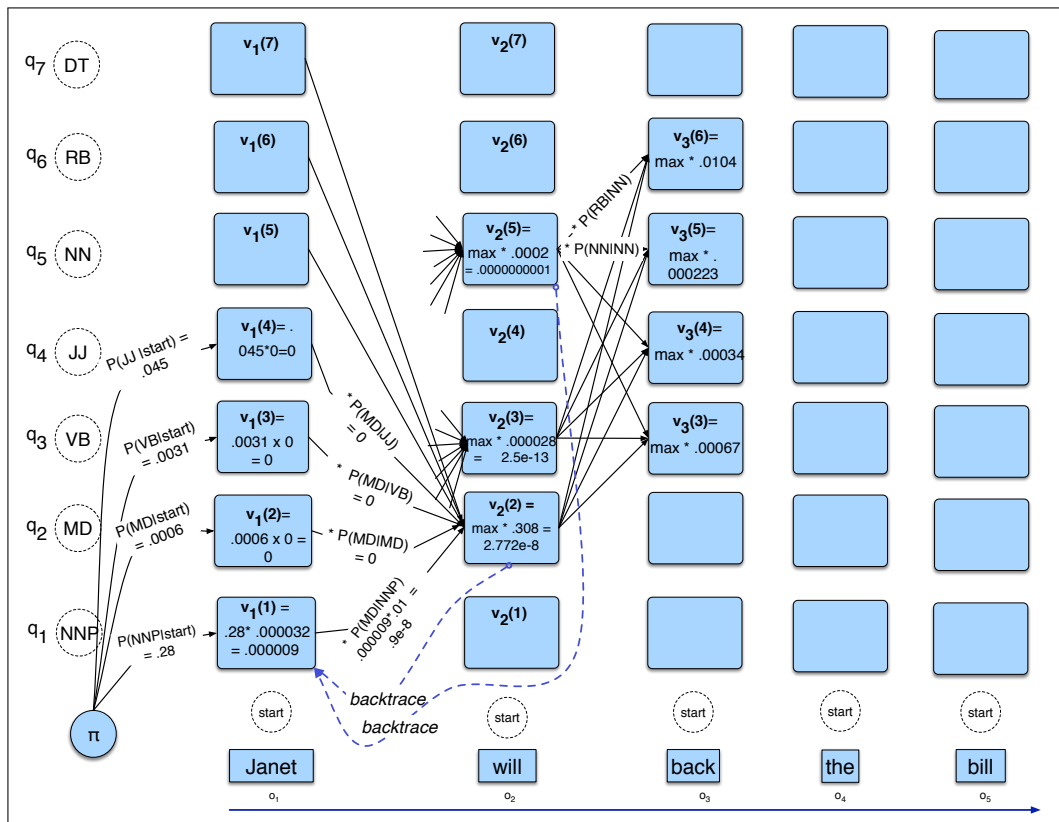 q7 DT
v1(7)
v2(7)
q6 RB
v1(6)
v2(6)
v3(6)=
max * .0104
* P(RB|NN)
q5 NN
v1(5)
v2(5)=
max * .0002
= .0000000001
* P(NN|NN)
v3(5)=
max * .
000223
q4 JJ
P(JJ |start) =
.045
v1(4)= .
045*0=0
* P(MD|JJ)
= 0
v2(4)
v3(4)=
max * .00034
q3 VB
P(VB|start)
= .0031
v1(3)=
.0031 x 0
= 0
* P(MD|VB)
= 0
v2(3)=
max * .000028
= 2.5e-13
v3(3)=
max * .00067
q2 MD
P(MD|start)
= .0006
v1(2)=
.0006 x 0 =
0
* P(MD|MD)
= 0
v2(2) =
max * .308 =
2.772e-8
q1 NNP
P(NNP|start)
= .28
v1(1) =
.28* .000032
= .000009
* P(MD|NNP)
.000009*.01 =
.9e-8
v2(1)
backtrace
backtrace
π
start
start
start
start
start
Janet
will
back
the
bill
o1
o2
o3
o4
o5